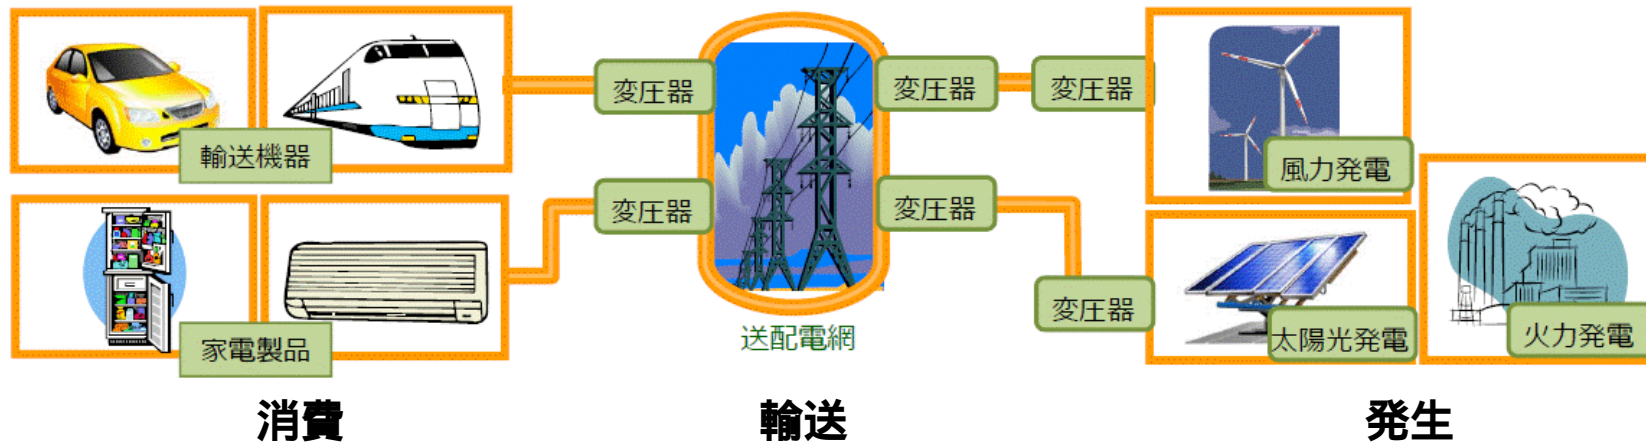 変圧器
変圧器
変圧器
輸送機器
風力発電
変圧器
変圧器
変圧器
送配電網
家電製品
太陽光発電
火力発電
消費
輸送
発生